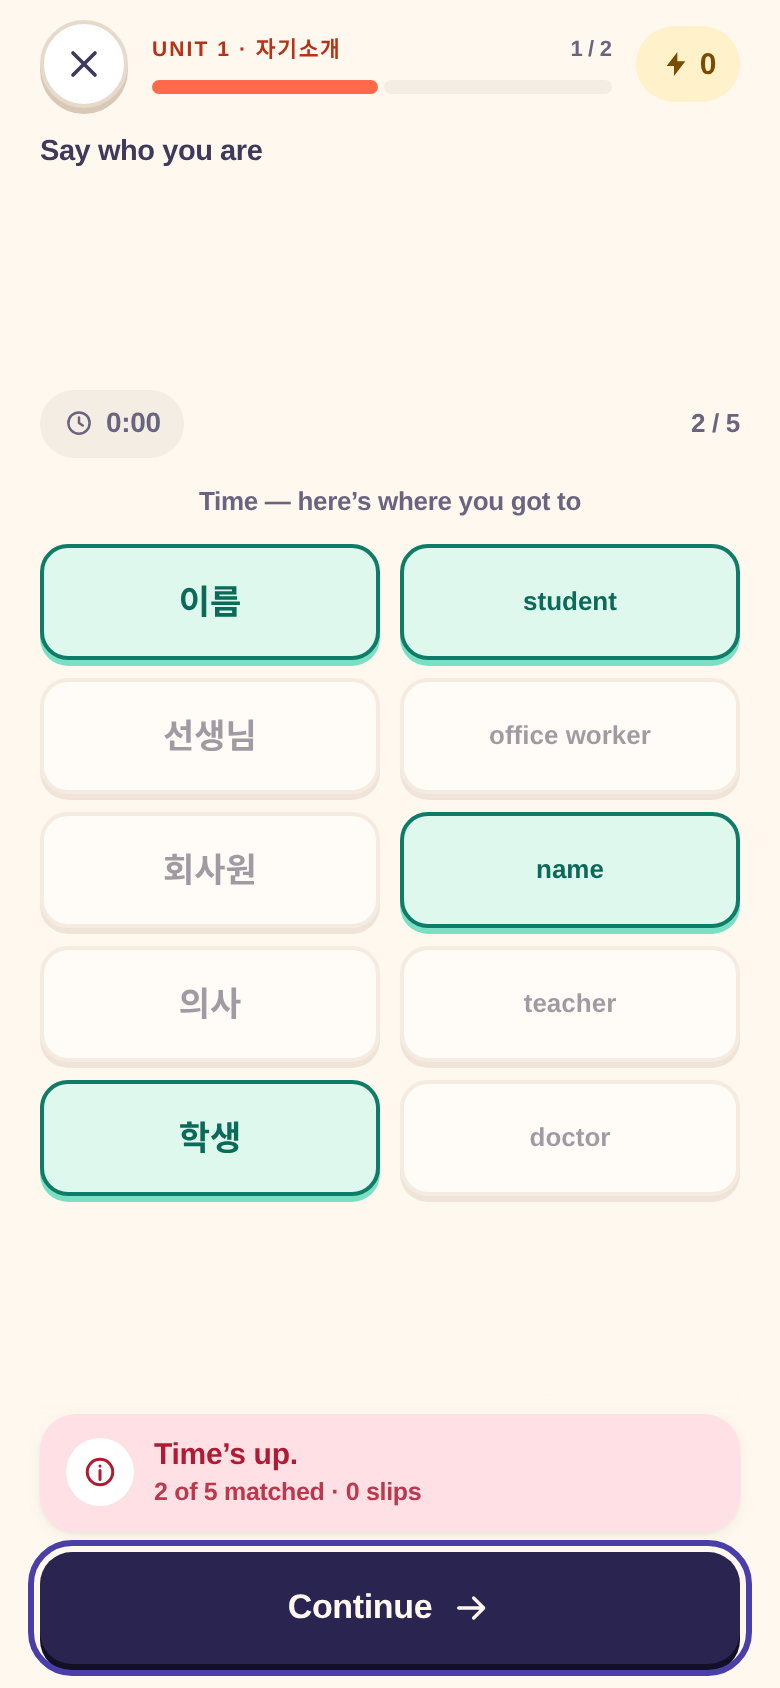 UNIT 1 · 자기소개
1 / 2
0
Say who you are
0:00
2 / 5
Time — here’s where you got to
이름
student
선생님
office worker
회사원
name
의사
teacher
학생
doctor
Time’s up.
2 of 5 matched · 0 slips
Continue →